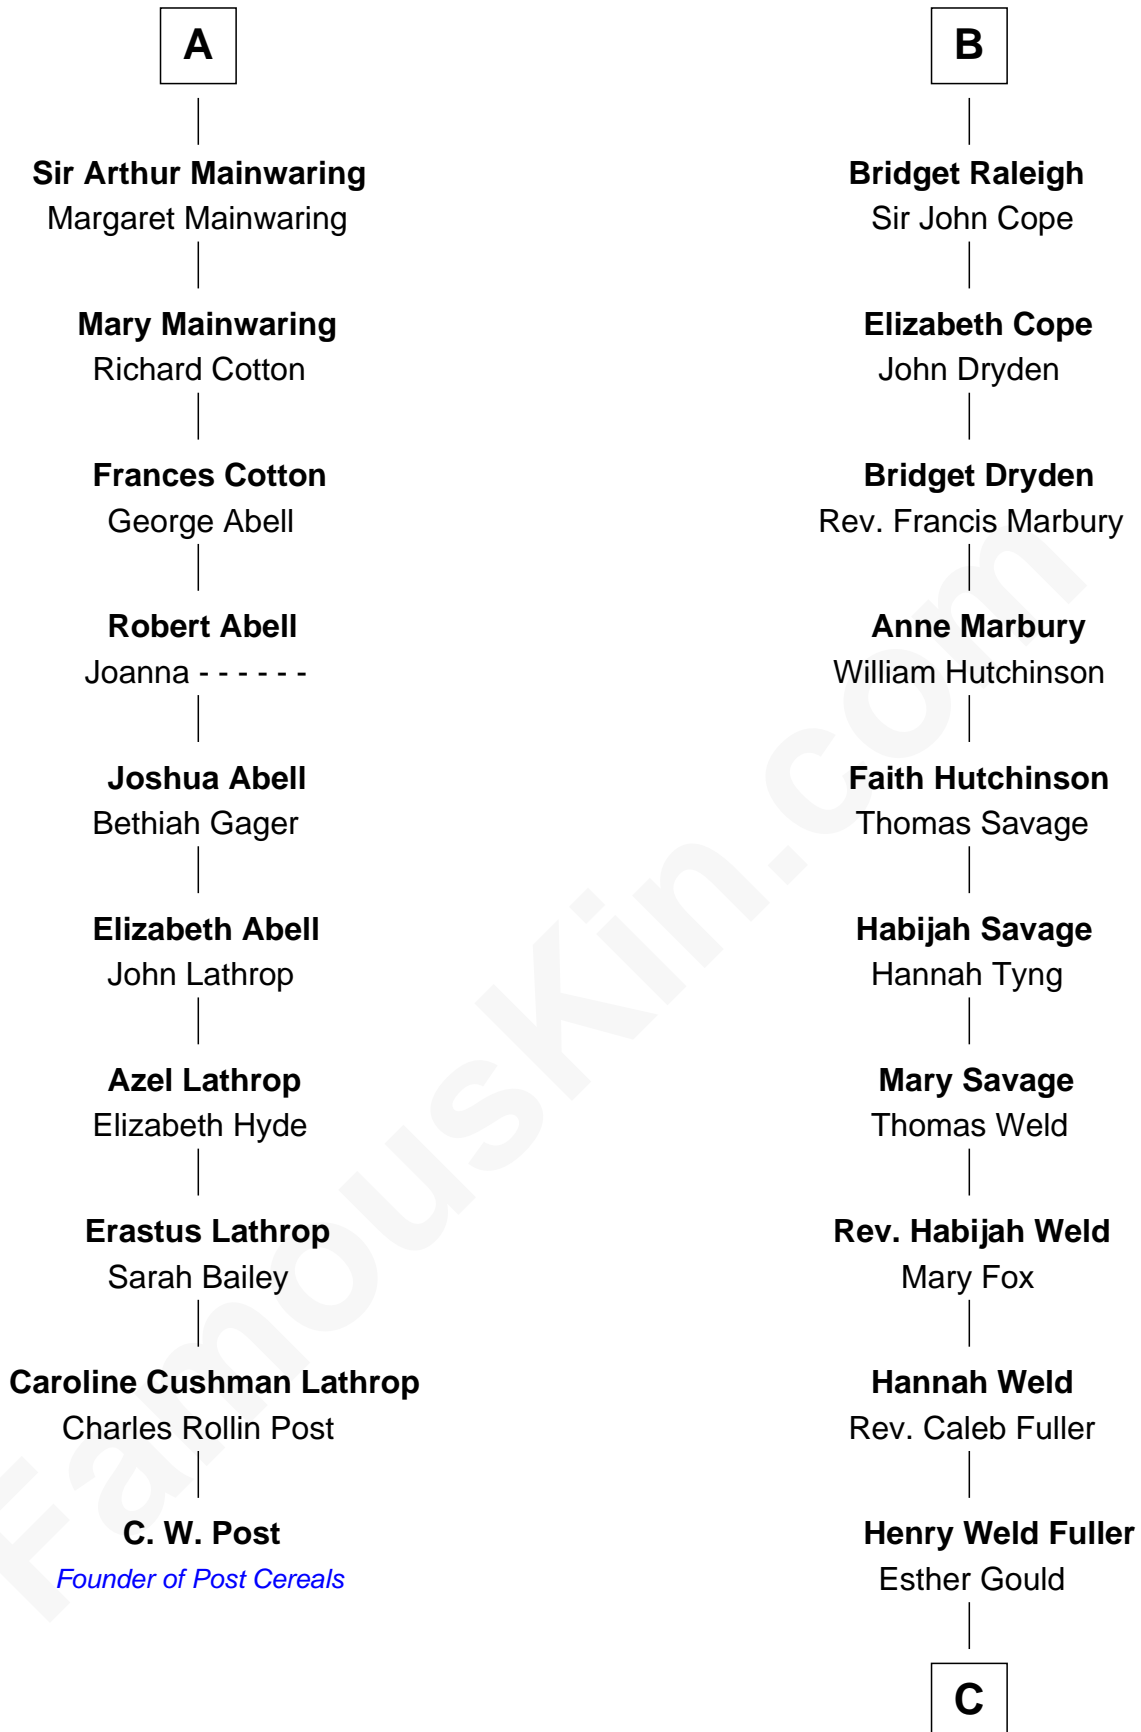 A
Sir Arthur Mainwaring
Margaret Mainwaring
Mary Mainwaring
Richard Cotton
Frances Cotton
George Abell
Robert Abell
Joanna - - - - - -
Joshua Abell
Bethiah Gager
Elizabeth Abell
John Lathrop
Azel Lathrop
Elizabeth Hyde
Erastus Lathrop
Sarah Bailey
Caroline Cushman Lathrop
Charles Rollin Post
C. W. Post
Founder of Post Cereals
B
Bridget Raleigh
Sir John Cope
Elizabeth Cope
John Dryden
Bridget Dryden
Rev. Francis Marbury
Anne Marbury
William Hutchinson
Faith Hutchinson
Thomas Savage
Habijah Savage
Hannah Tyng
Mary Savage
Thomas Weld
Rev. Habijah Weld
Mary Fox
Hannah Weld
Rev. Caleb Fuller
Henry Weld Fuller
Esther Gould
C
FamousKin.com